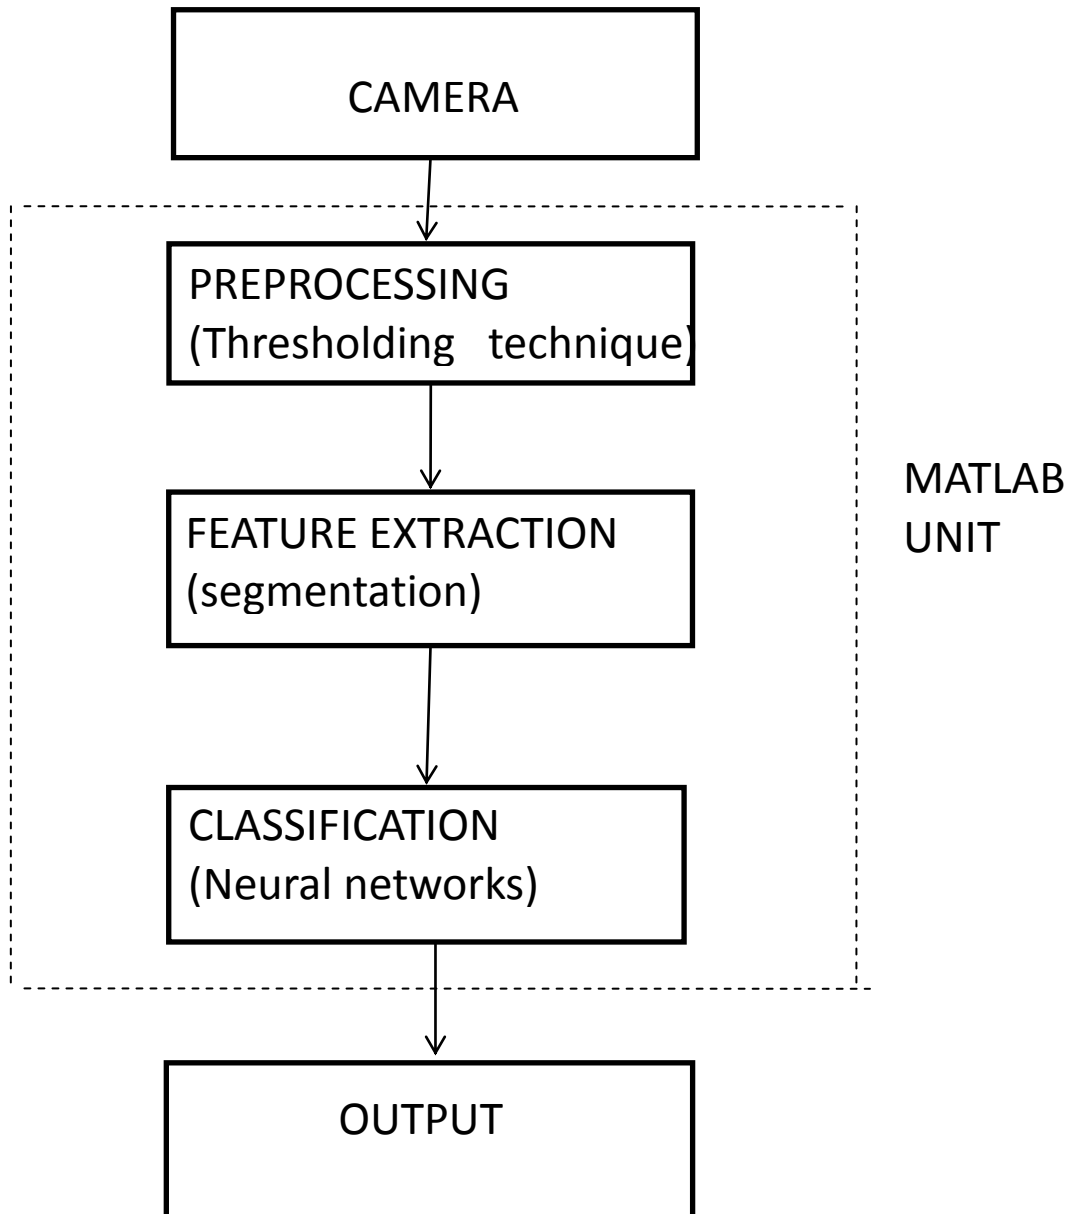 CAMERA
PREPROCESSING
(Thresholding technique)
FEATURE EXTRACTION
(segmentation)
MATLAB
UNIT
CLASSIFICATION
(Neural networks)
OUTPUT